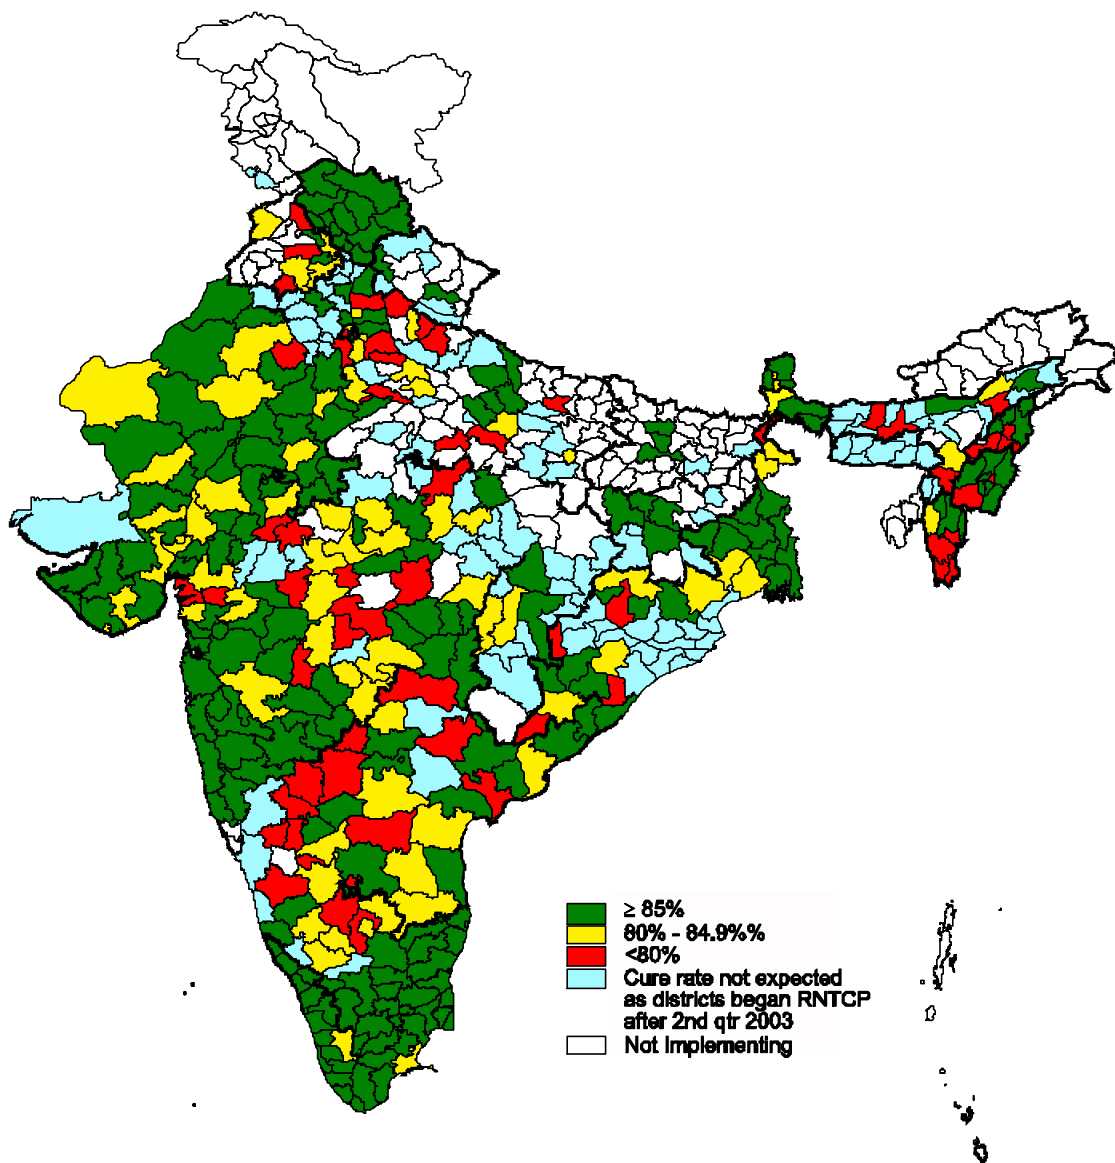 ≥ 85%
80% - 84.9%%
<80%
Cure rate not expected
as districts began RNTCP
after 2nd qtr 2003
Not Implementing